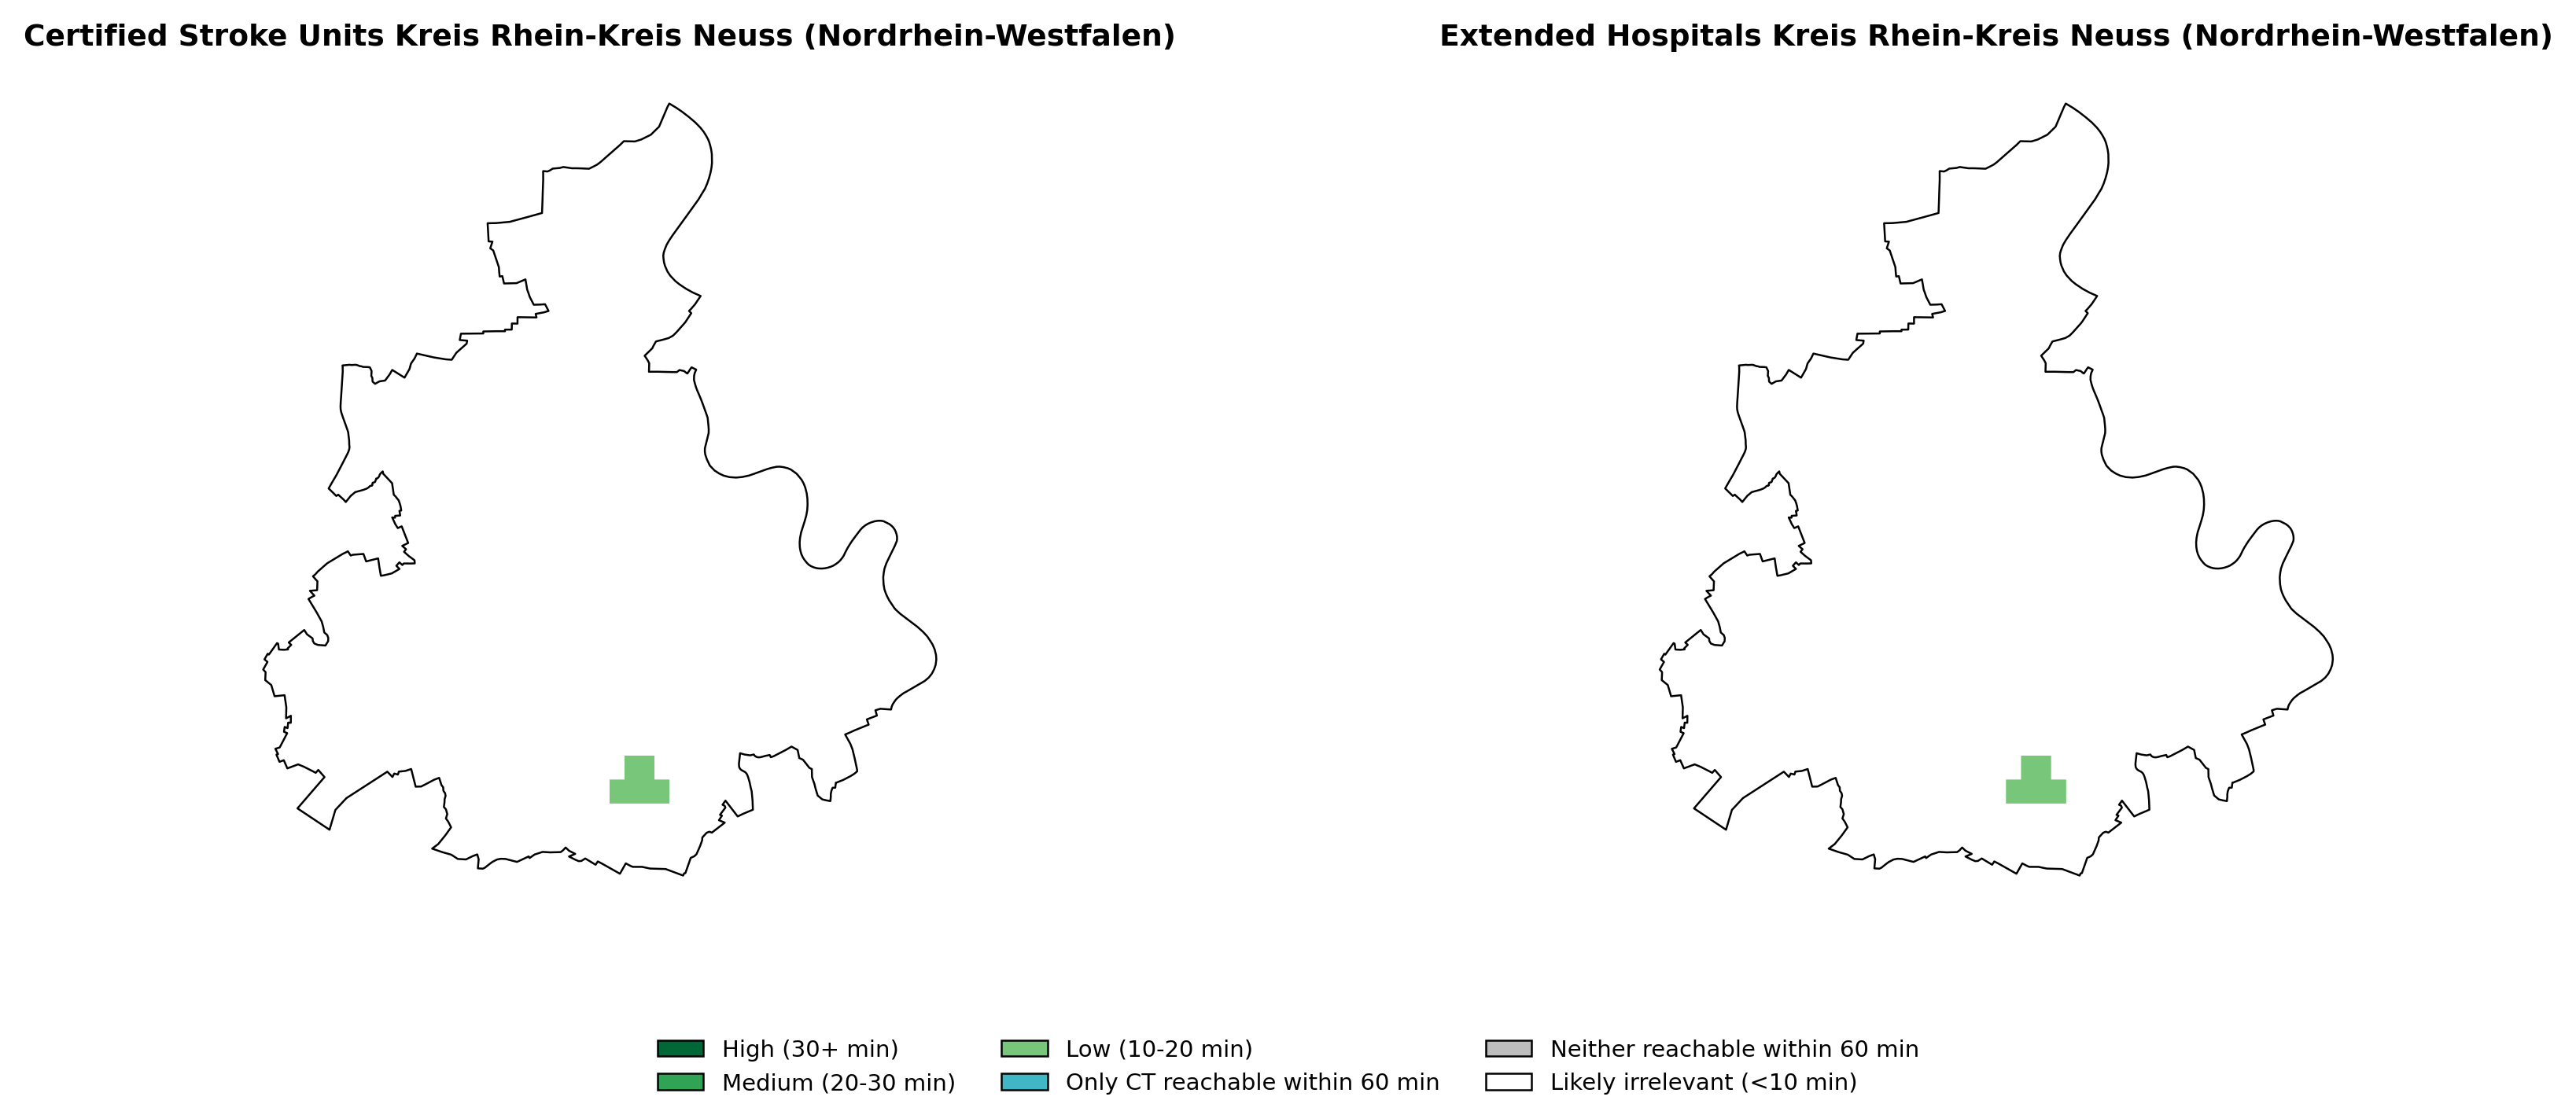 Certified Stroke Units Kreis Rhein-Kreis Neuss (Nordrhein-Westfalen)
Extended Hospitals Kreis Rhein-Kreis Neuss (Nordrhein-Westfalen)
High (30+ min)
Medium (20-30 min)
Low (10-20 min)
Only CT reachable within 60 min
Neither reachable within 60 min
Likely irrelevant (<10 min)